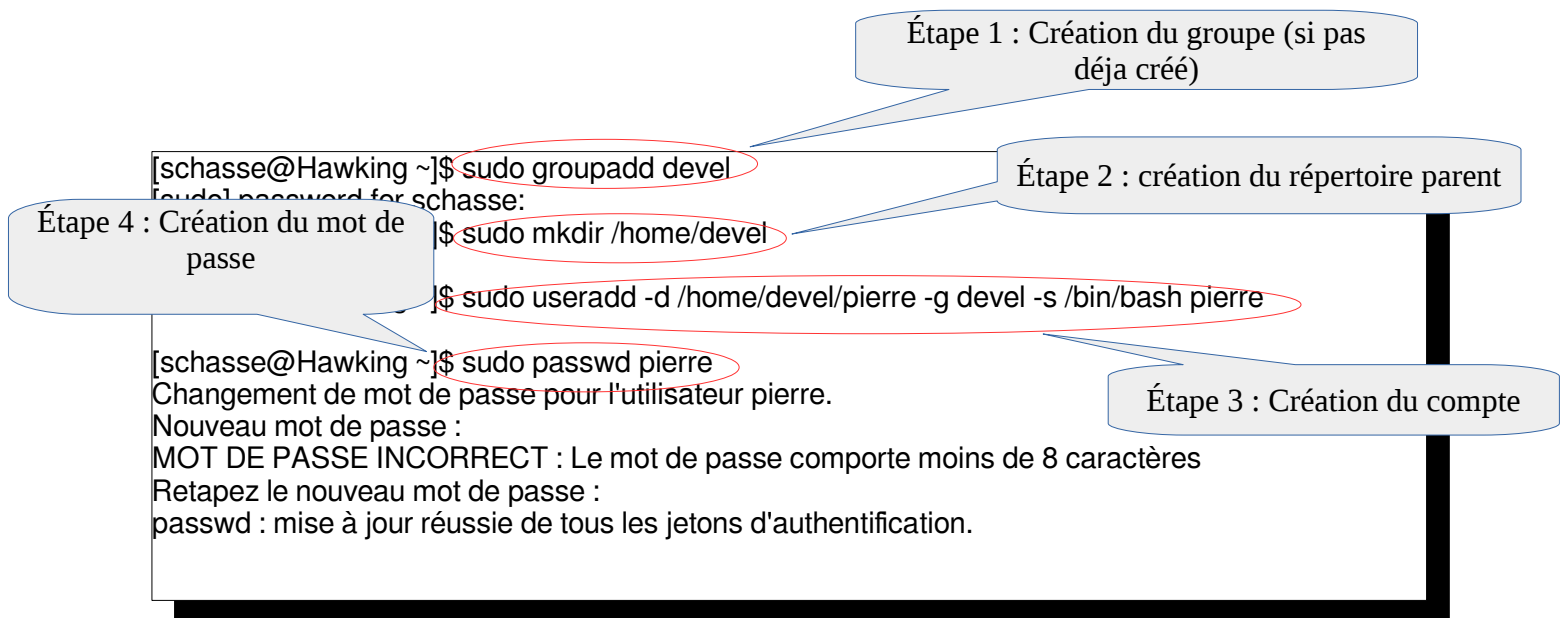 Étape 1 : Création du groupe (si pas
déja créé)
[schasse@Hawking ~]$ sudo groupadd devel
Étape 2 : création du répertoire parent
[sudo] password for schasse:
Étape 4 : Création du mot de
passe
]$ sudo mkdir /home/devel
]$ sudo useradd -d /home/devel/pierre -g devel -s /bin/bash pierre
[schasse@Hawking ~]$ sudo passwd pierre
Changement de mot de passe pour l'utilisateur pierre.
Étape 3 : Création du compte
Nouveau mot de passe :
MOT DE PASSE INCORRECT : Le mot de passe comporte moins de 8 caractères
Retapez le nouveau mot de passe :
passwd : mise à jour réussie de tous les jetons d'authentification.